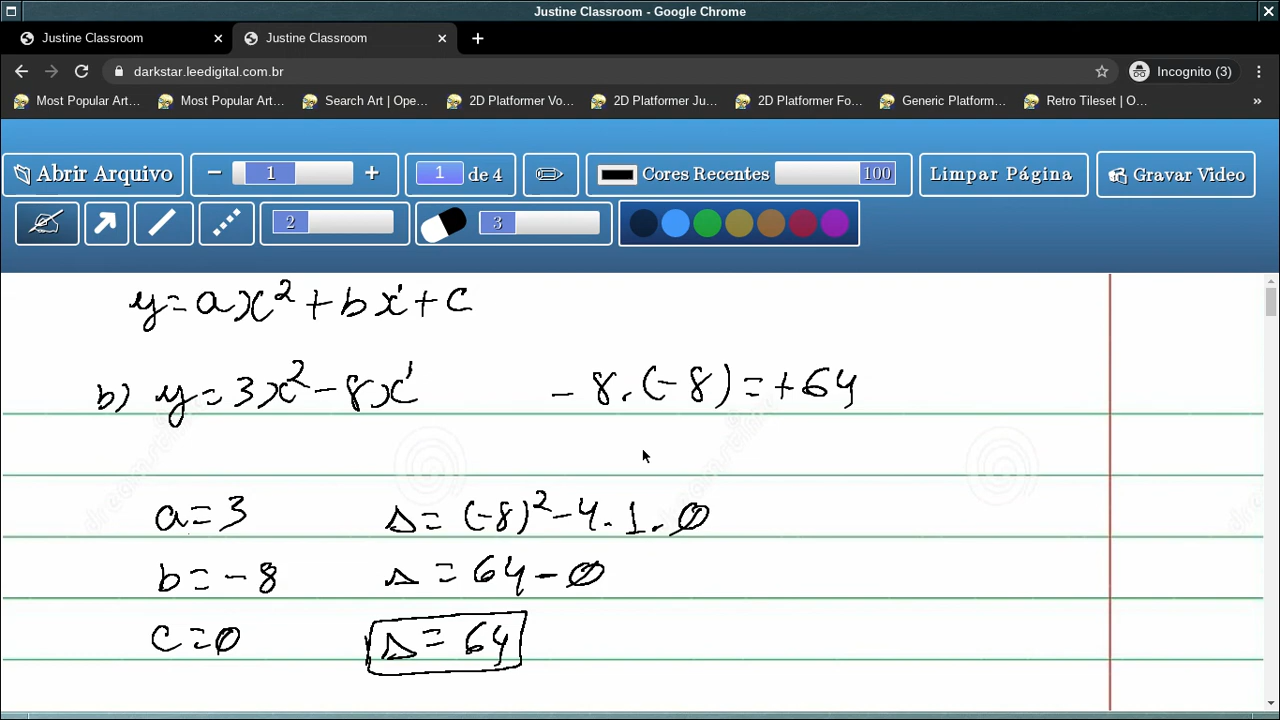 Justine Classroom - Google Chrome
Justine Classroom
Justine Classroom
darkstar.leedigital.com.br
Incognito (3)
Most Popular Art...
Most Popular Art...
Search Art | Ope...
2D Platformer Vo...
2D Platformer Ju...
2D Platformer Fo...
Generic Platform...
Retro Tileset | O...
Abrir Arquivo
− 1 +
1 de 4
Cores Recentes 100
Limpar Página
Gravar Video
2
3
y=ax²+bx¹+c
b) y=3x²-8x¹ -8.(-8)=+64
a=3 Δ=(-8)²-4.1.0
b=-8 Δ=64-0
c=0 Δ=64